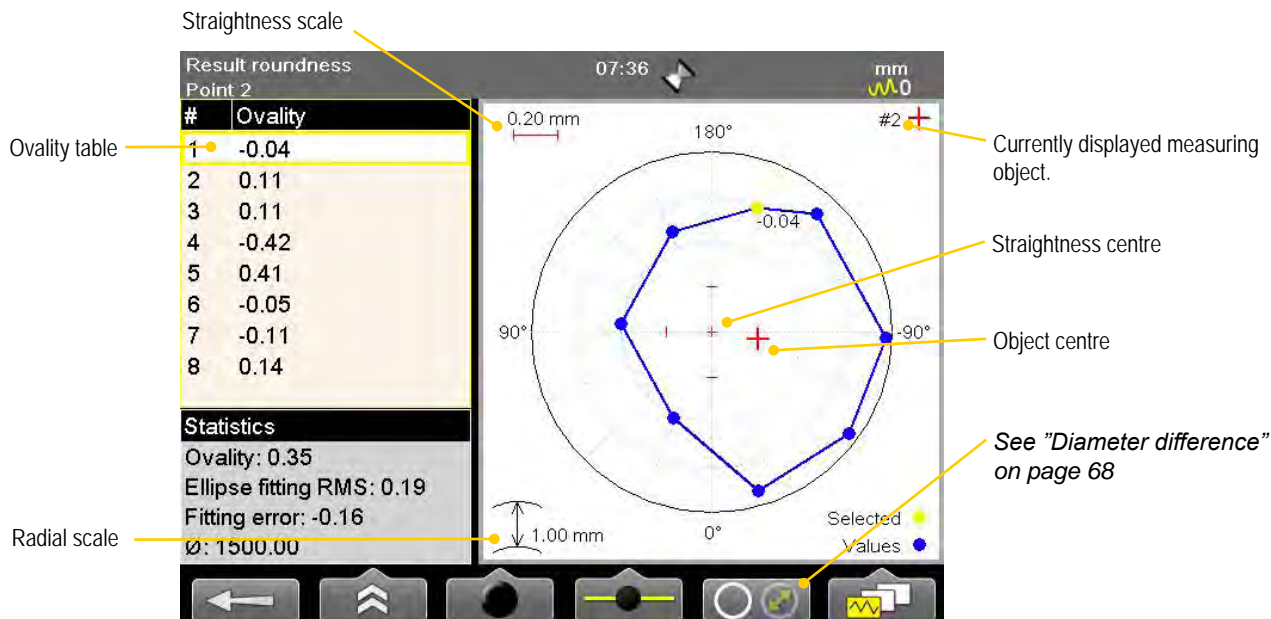 Straightness scale
Result roundness
Point 2
07:36
mm
0
# Ovality
1 -0.04
2 0.11
3 0.11
4 -0.42
5 0.41
6 -0.05
7 -0.11
8 0.14
Statistics
Ovality: 0.35
Ellipse fitting RMS: 0.19
Fitting error: -0.16
Ø: 1500.00
0.20 mm
180°
#2
-0.04
90°
-90°
1.00 mm
0°
Selected
Values
Ovality table
Radial scale
Currently displayed measuring
object.
Straightness centre
Object centre
See ”Diameter difference”
on page 68